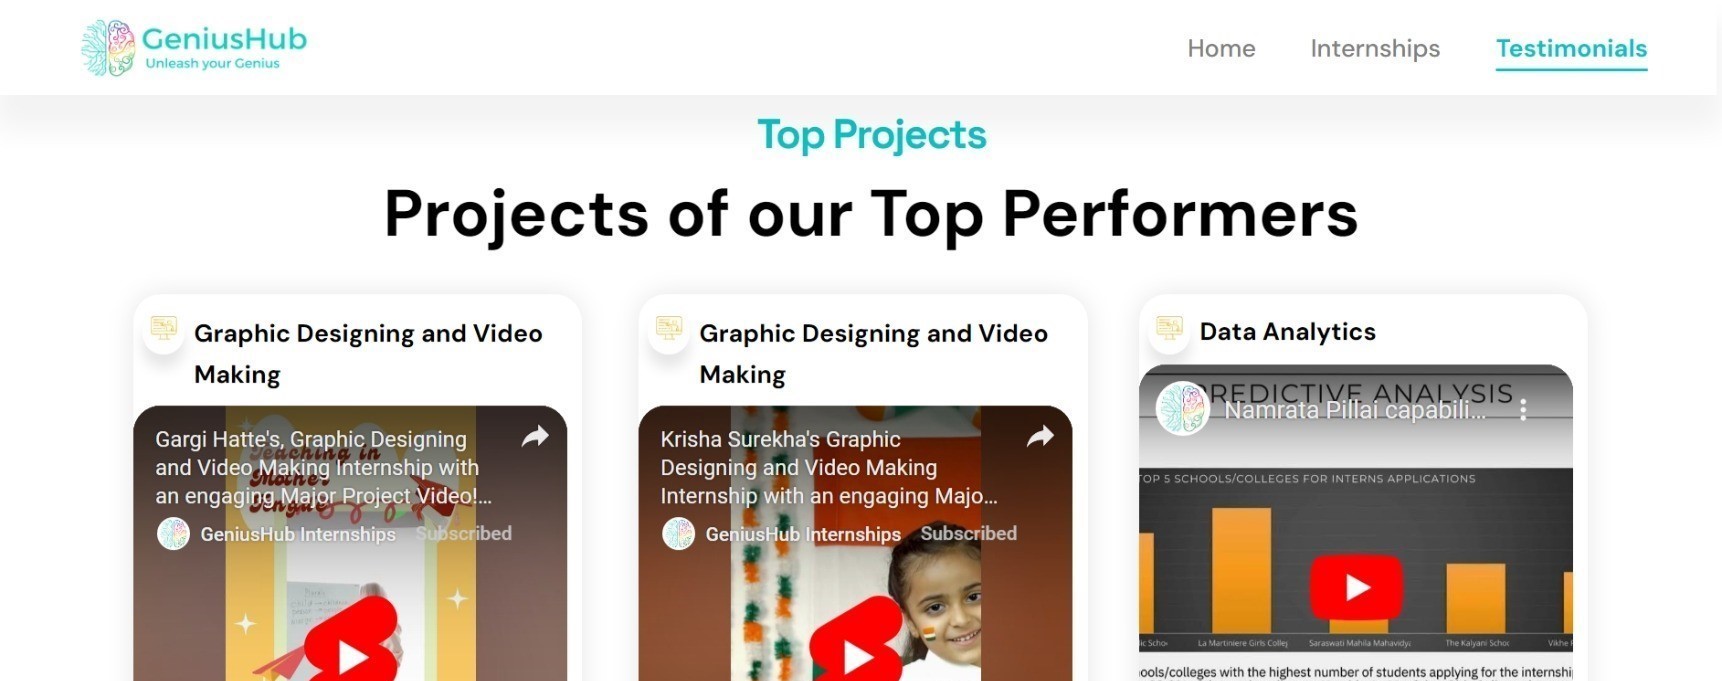 GeniusHub
Unleash your Genius
Home
Internships
Testimonials
Top Projects
Projects of our Top Performers
Graphic Designing and Video
Making
Gargi Hatte's, Graphic Designing
and Video Making Internship with
an engaging Major Project Video!...
Teaching in
Mother
Tongue
GeniusHub Internships
Subscribed
Graphic Designing and Video
Making
Krisha Surekha's Graphic
Designing and Video Making
Internship with an engaging Majo...
GeniusHub Internships
Subscribed
Data Analytics
PREDICTIVE ANALYSIS
Namrata Pillai capabili...
TOP 5 SCHOOLS/COLLEGES FOR INTERNS APPLICATIONS
La Martiniere Girls Colleg
Saraswati Mahila Mahavidy
The Kalyani Schoo
Vikhe
ools/colleges with the highest number of students applying for the internshi